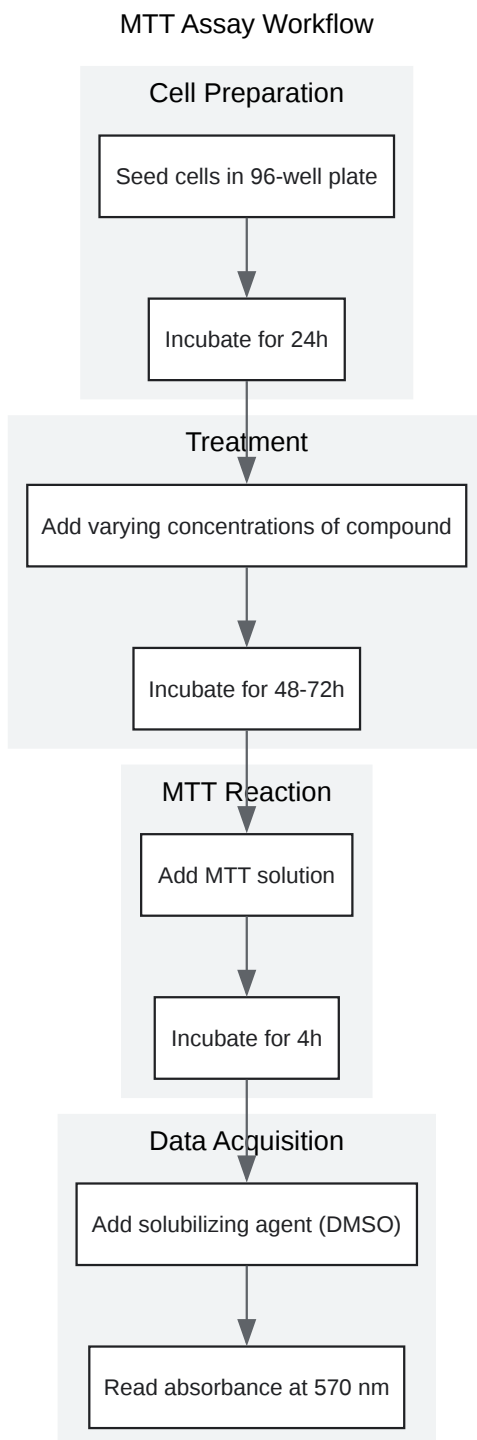 MTT Assay Workflow
Cell Preparation
Seed cells in 96-well plate
Incubate for 24h
Treatment
Add varying concentrations of compound
Incubate for 48-72h
MTT Reaction
Add MTT solution
Incubate for 4h
Data Acquisition
Add solubilizing agent (DMSO)
Read absorbance at 570 nm